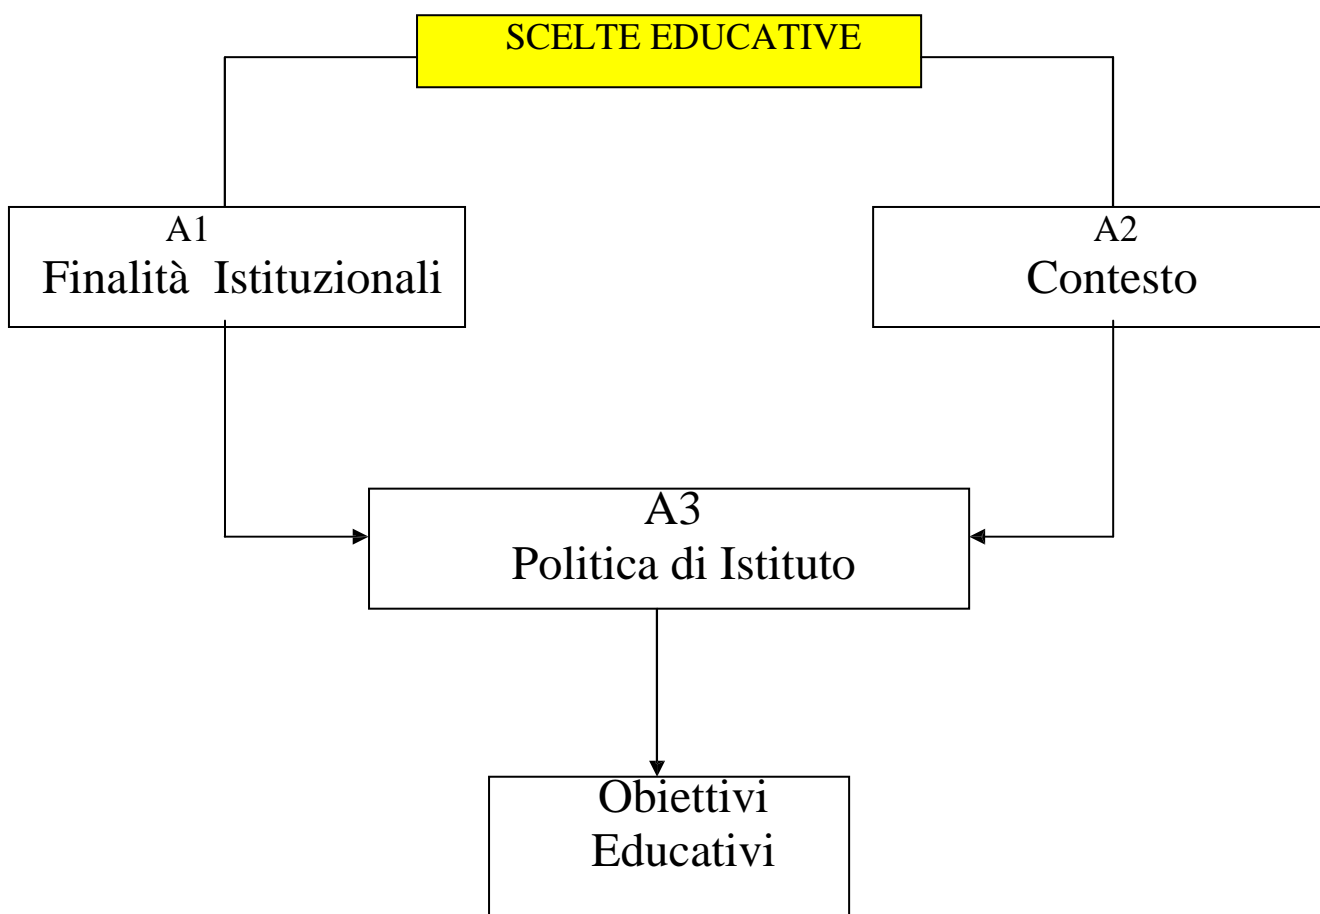 SCELTE EDUCATIVE
A1
Finalità Istituzionali
A2
Contesto
A3
Politica di Istituto
Obiettivi
Educativi